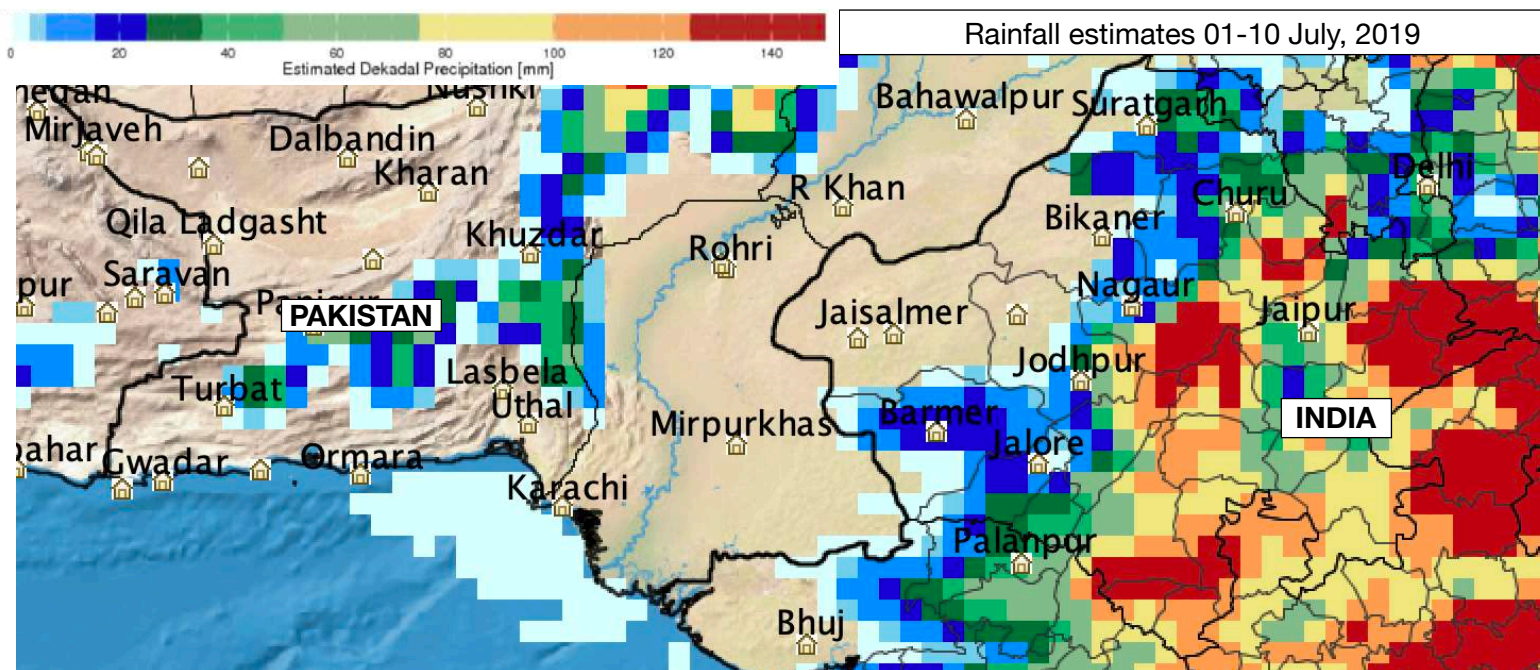 Rainfall estimates 01-10 July, 2019
0 20 40 60 80 100 120 140
Estimated Dekadal Precipitation [mm]
Nushki
Bahawalpur
Suratgarh
Mirjaveh
Dalbandin
Delhi
Kharan
R Khan
Churu
Qila Ladgasht
Khuzdar
Rohri
Bikaner
Saravan
Nagaur
PAKISTAN
Jaisalmer
Jaipur
Jodhpur
Turbat
Lasbela
Uthal
Barmer
Mirpurkhas
INDIA
Jalore
Gwadar
Ormara
Karachi
Palanpur
Bhuj